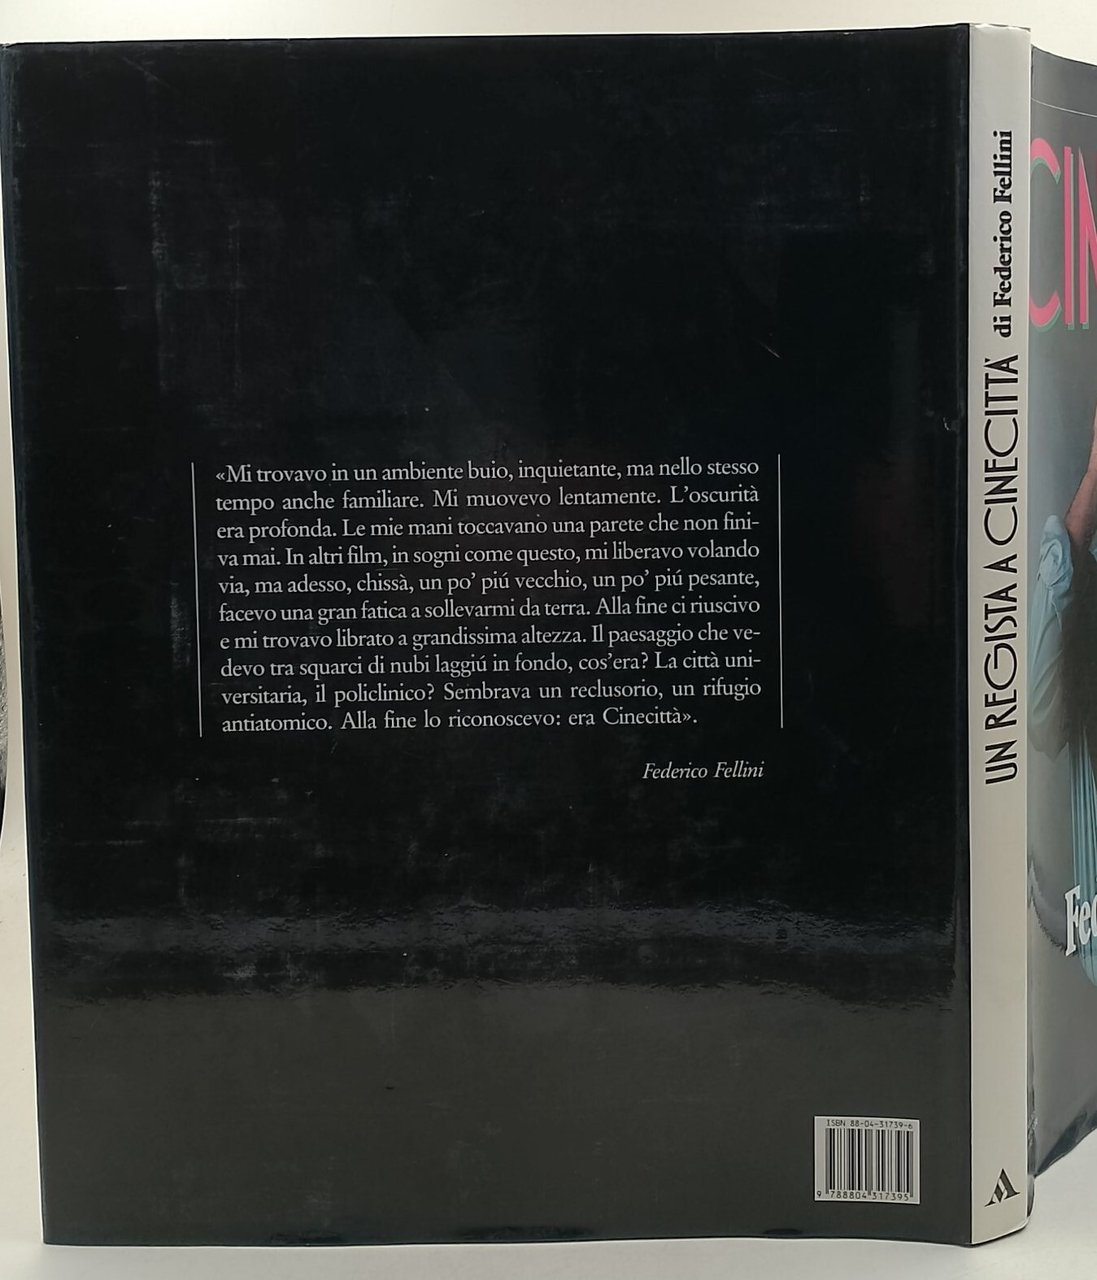 «Mi trovavo in un ambiente buio, inquietante, ma nello stesso
tempo anche familiare. Mi muovevo lentamente. L'oscurità
era profonda. Le mie mani toccavano una parete che non fini-
va mai. In altri film, in sogni come questo, mi liberavo volando
via, ma adesso, chissà, un po' piú vecchio, un po' piú pesante,
facevo una gran fatica a sollevarmi da terra. Alla fine ci riuscivo
e mi trovavo librato a grandissima altezza. Il paesaggio che ve-
devo tra squarci di nubi laggiú in fondo, cos'era? La città uni-
versitaria, il policlinico? Sembrava un reclusorio, un rifugio
antiatomico. Alla fine lo riconoscevo: era Cinecittà».
Federico Fellini
ISBN 88-04-31739-6
9 788804 317395
UN REGISTA A CINECITTÀ di Federico Fellini
CIN
Fed